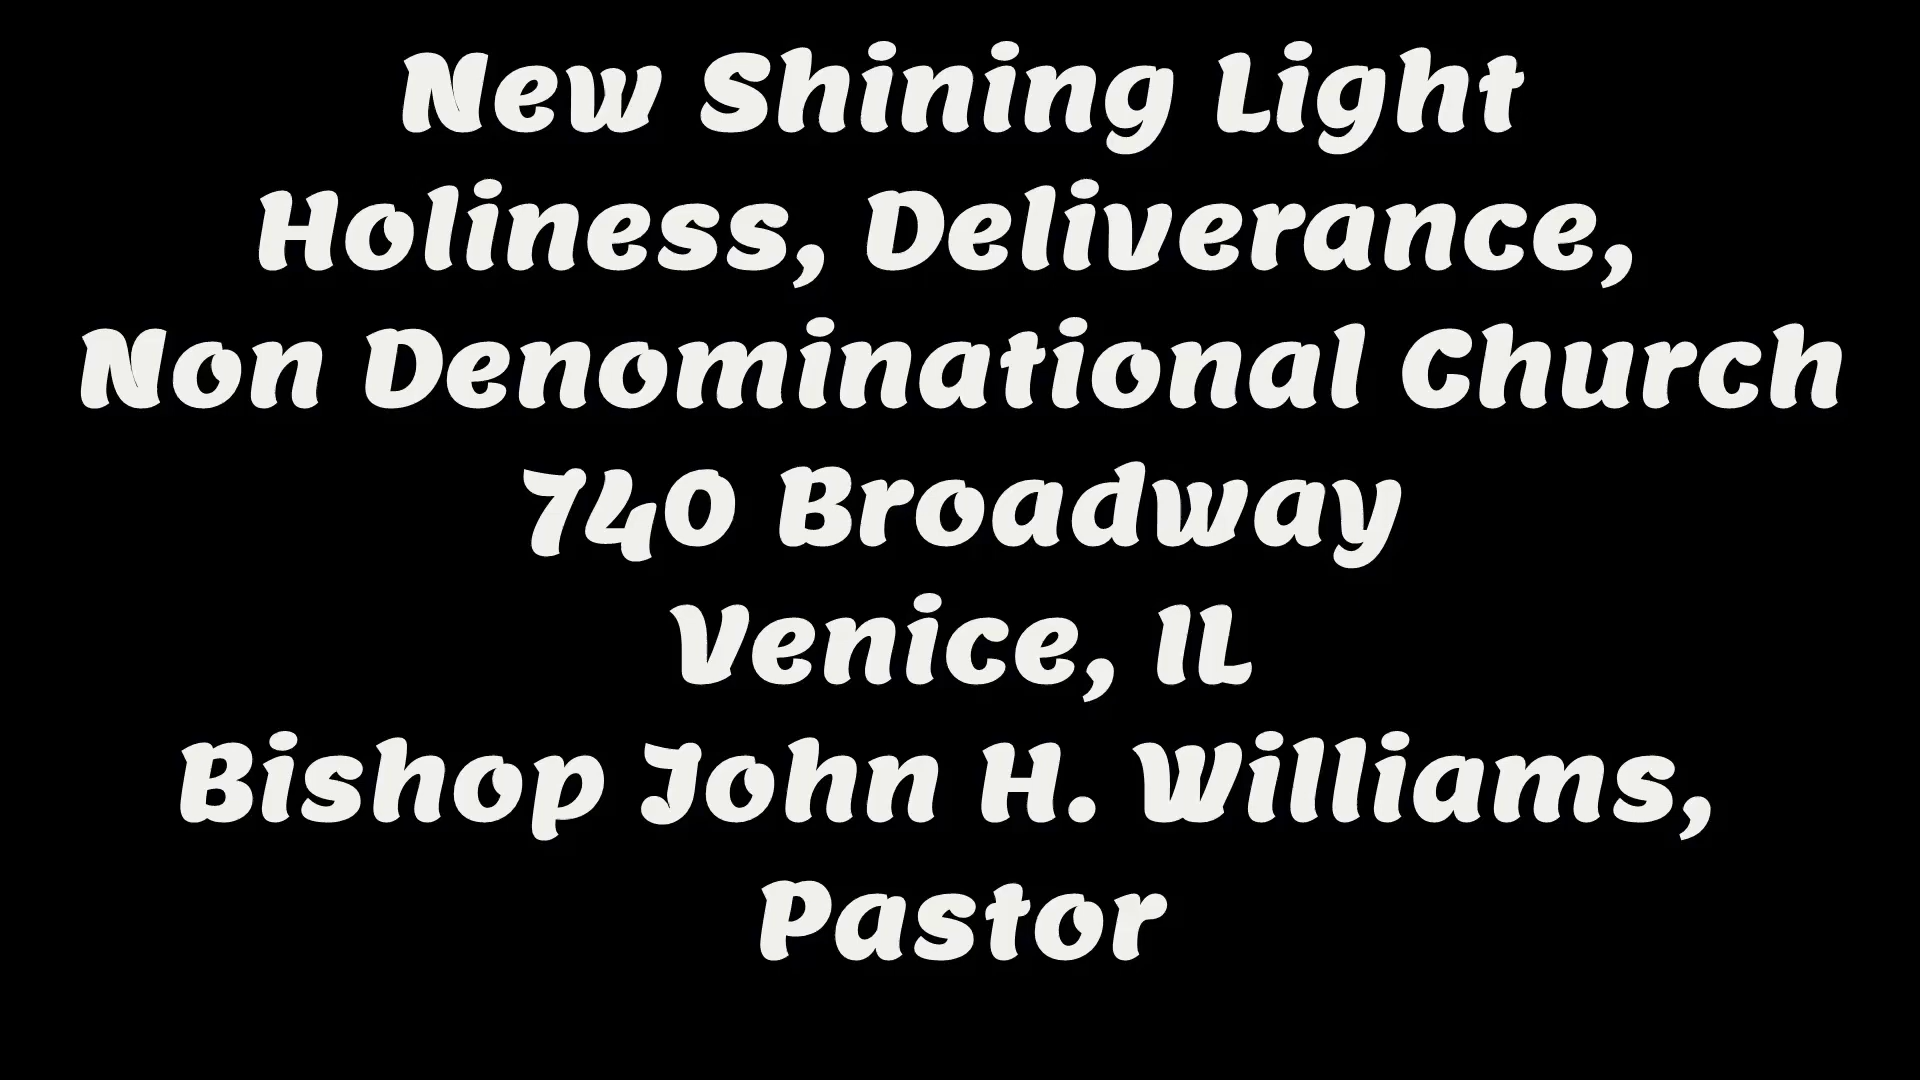 New Shining Light
Holiness, Deliverance,
Non Denominational Church
740 Broadway
Venice, IL
Bishop John H. Williams,
Pastor